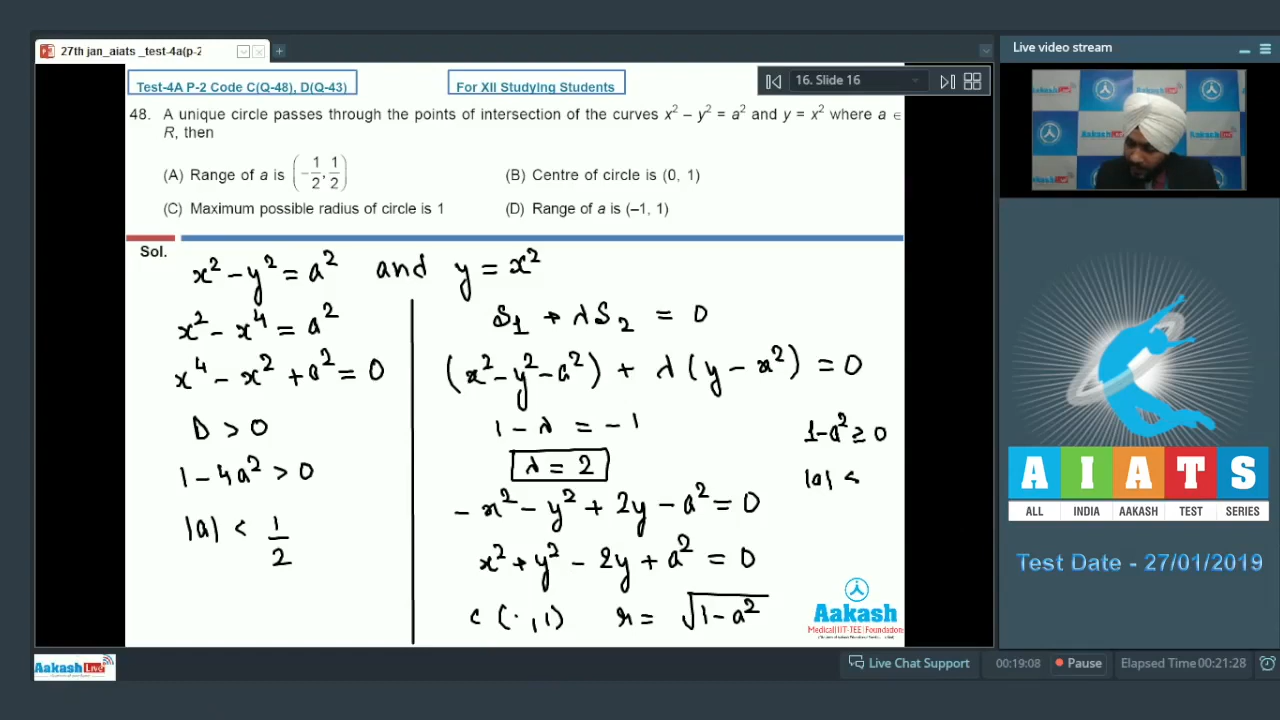 27th jan_aiats _test-4a(p-2
Live video stream
Test-4A P-2 Code C(Q-48), D(Q-43)
For XII Studying Students
16. Slide 16
48. A unique circle passes through the points of intersection of the curves x² – y² = a² and y = x² where a ∈
R, then
(A) Range of a is (-1/2, 1/2)
(B) Centre of circle is (0, 1)
(C) Maximum possible radius of circle is 1
(D) Range of a is (–1, 1)
Sol.
x² - y² = a² and y = x²
x² - x⁴ = a²
x⁴ - x² + a² = 0
D > 0
1 - 4a² > 0
|a| < 1/2
S₁ + λS₂ = 0
(x² - y² - a²) + λ(y - x²) = 0
1 - λ = -1
λ = 2
- x² - y² + 2y - a² = 0
x² + y² - 2y + a² = 0
c (·, 1) r = √1-a²
1-a² ≥ 0
|a| <
AIATS
ALL INDIA AAKASH TEST SERIES
Test Date - 27/01/2019
Aakash
Medical|IIT-JEE|Foundations
Aakash Live
Live Chat Support
00:19:08
Pause
Elapsed Time 00:21:28